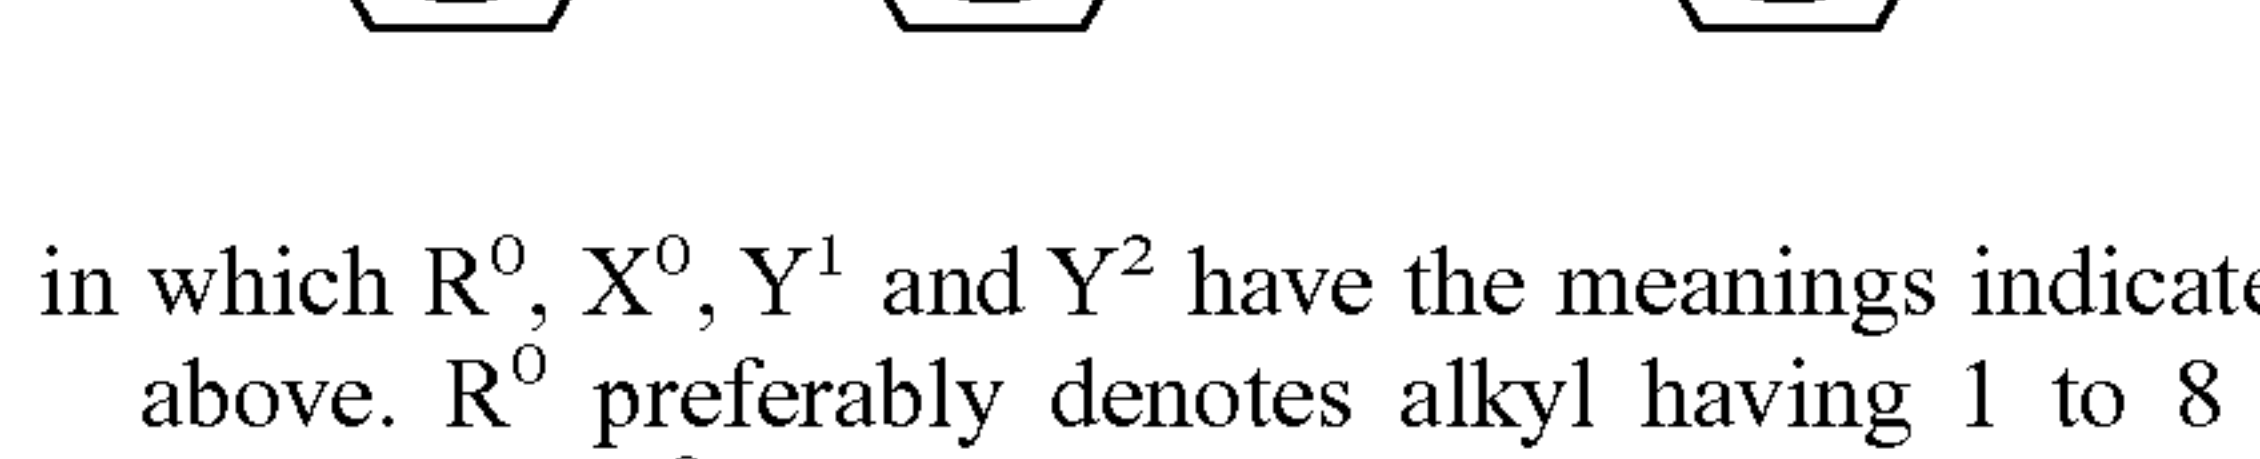 in which R⁰, X⁰, Y¹ and Y² have the meanings
above. R⁰ preferably denotes alkyl having 1 to 8